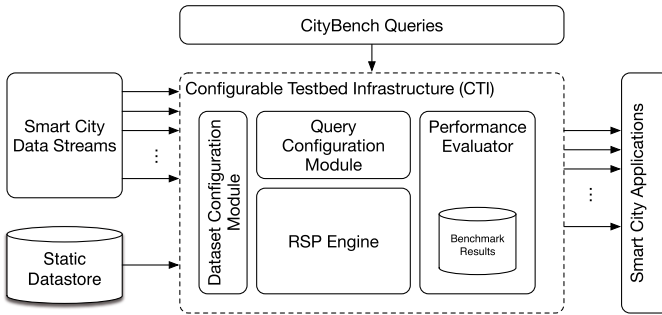 CityBench Queries
Smart City
Data Streams
...
Static
Datastore
Configurable Testbed Infrastructure (CTI)
Dataset Configuration
Module
Query
Configuration
Module
RSP Engine
Performance
Evaluator
Benchmark
Results
...
Smart City Applications